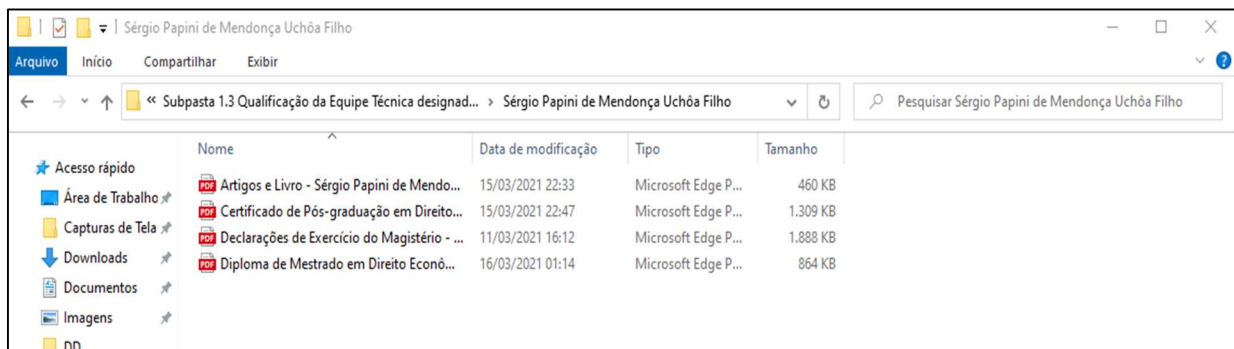 Sérgio Papini de Mendonça Uchôa Filho
Arquivo Início Compartilhar Exibir
« Subpasta 1.3 Qualificação da Equipe Técnica designad... › Sérgio Papini de Mendonça Uchôa Filho Pesquisar Sérgio Papini de Mendonça Uchôa Filho
Nome Data de modificação Tipo Tamanho
Acesso rápido
PDF Artigos e Livro - Sérgio Papini de Mendo... 15/03/2021 22:33 Microsoft Edge P... 460 KB
Área de Trabalho
PDF Certificado de Pós-graduação em Direito... 15/03/2021 22:47 Microsoft Edge P... 1.309 KB
Capturas de Tela
PDF Declarações de Exercício do Magistério - ... 11/03/2021 16:12 Microsoft Edge P... 1.888 KB
Downloads
PDF Diploma de Mestrado em Direito Econô... 16/03/2021 01:14 Microsoft Edge P... 864 KB
Documentos
Imagens
DD